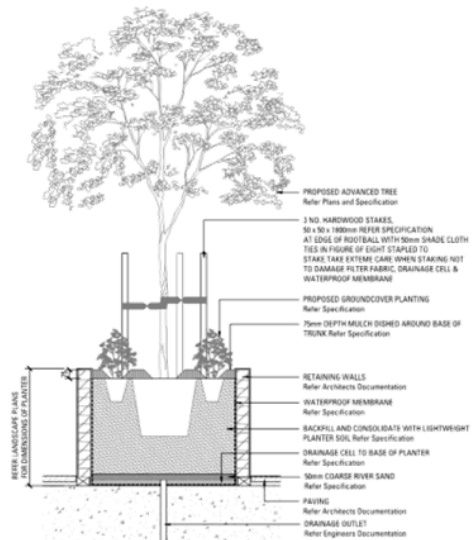 PROPOSED ADVANCED TREE
Refer Plans and Specification
3 NO. HARDWOOD STAKES,
50 x 50 x 1800mm REFER SPECIFICATION
AT EDGE OF ROOTBALL WITH 50mm SHADE CLOTH
TIES IN FIGURE OF EIGHT STAPLED TO
STAKE TAKE EXTEME CARE WHEN STAKING NOT
TO DAMAGE FILTER FABRIC, DRAINAGE CELL &
WATERPROOF MEMBRANE
PROPOSED GROUNDCOVER PLANTING
Refer Specification
75mm DEPTH MULCH DISHED AROUND BASE OF
TRUNK Refer Specification
RETAINING WALLS
Refer Architects Documentation
WATERPROOF MEMBRANE
Refer Specification
BACKFILL AND CONSOLIDATE WITH LIGHTWEIGHT
PLANTER SOIL Refer Specification
DRAINAGE CELL TO BASE OF PLANTER
Refer Specification
50mm COARSE RIVER SAND
Refer Specification
PAVING
Refer Architects Documentation
DRAINAGE OUTLET
Refer Engineers Documentation
REFER LANDSCAPE PLANS
FOR DIMENSIONS OF PLANTER